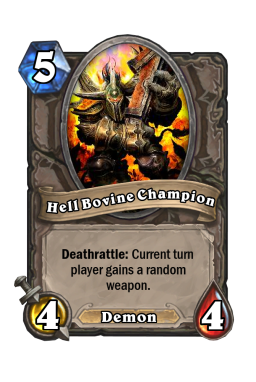 5
Hell Bovine Champion
Deathrattle: Current turn
player gains a random
weapon.
4
Demon
4